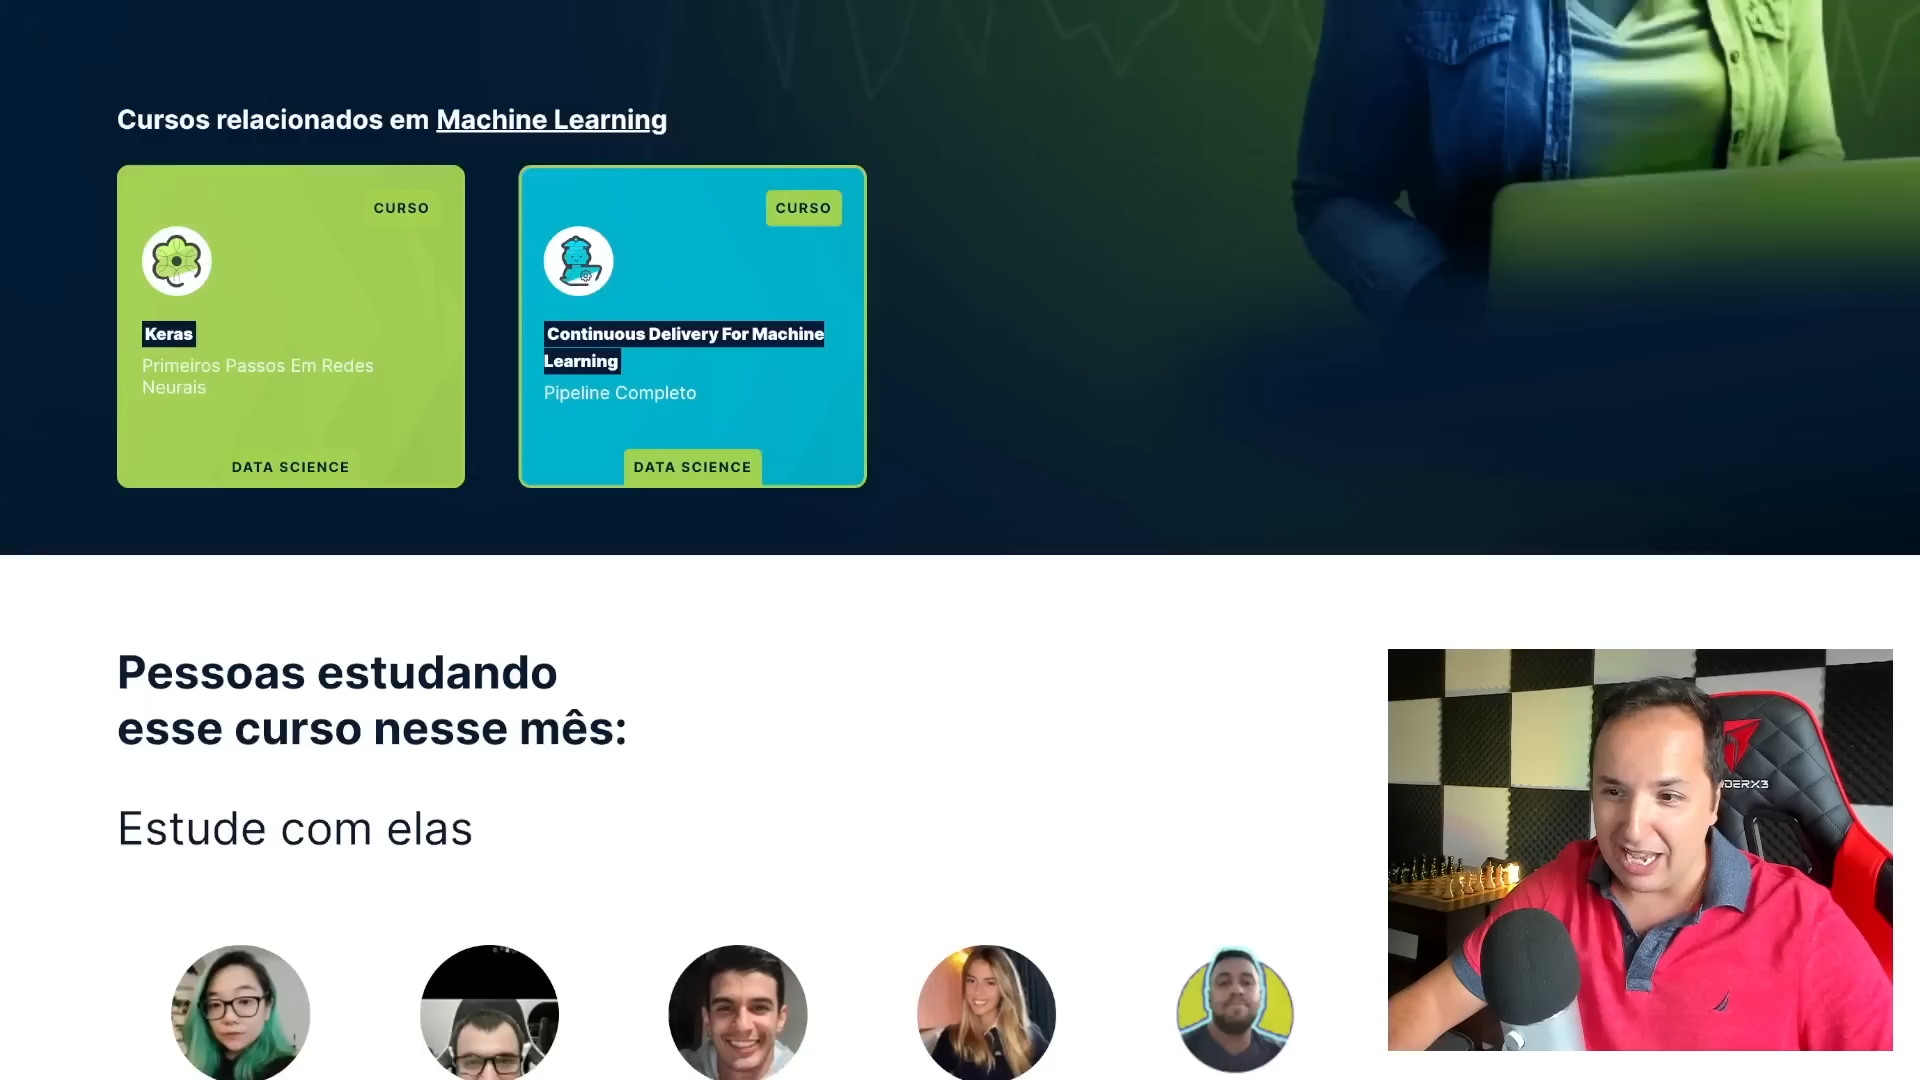 Cursos relacionados em Machine Learning
CURSO
Keras
Primeiros Passos Em Redes
Neurais
DATA SCIENCE
CURSO
Continuous Delivery For Machine
Learning
Pipeline Completo
DATA SCIENCE
Pessoas estudando
esse curso nesse mês:
Estude com elas